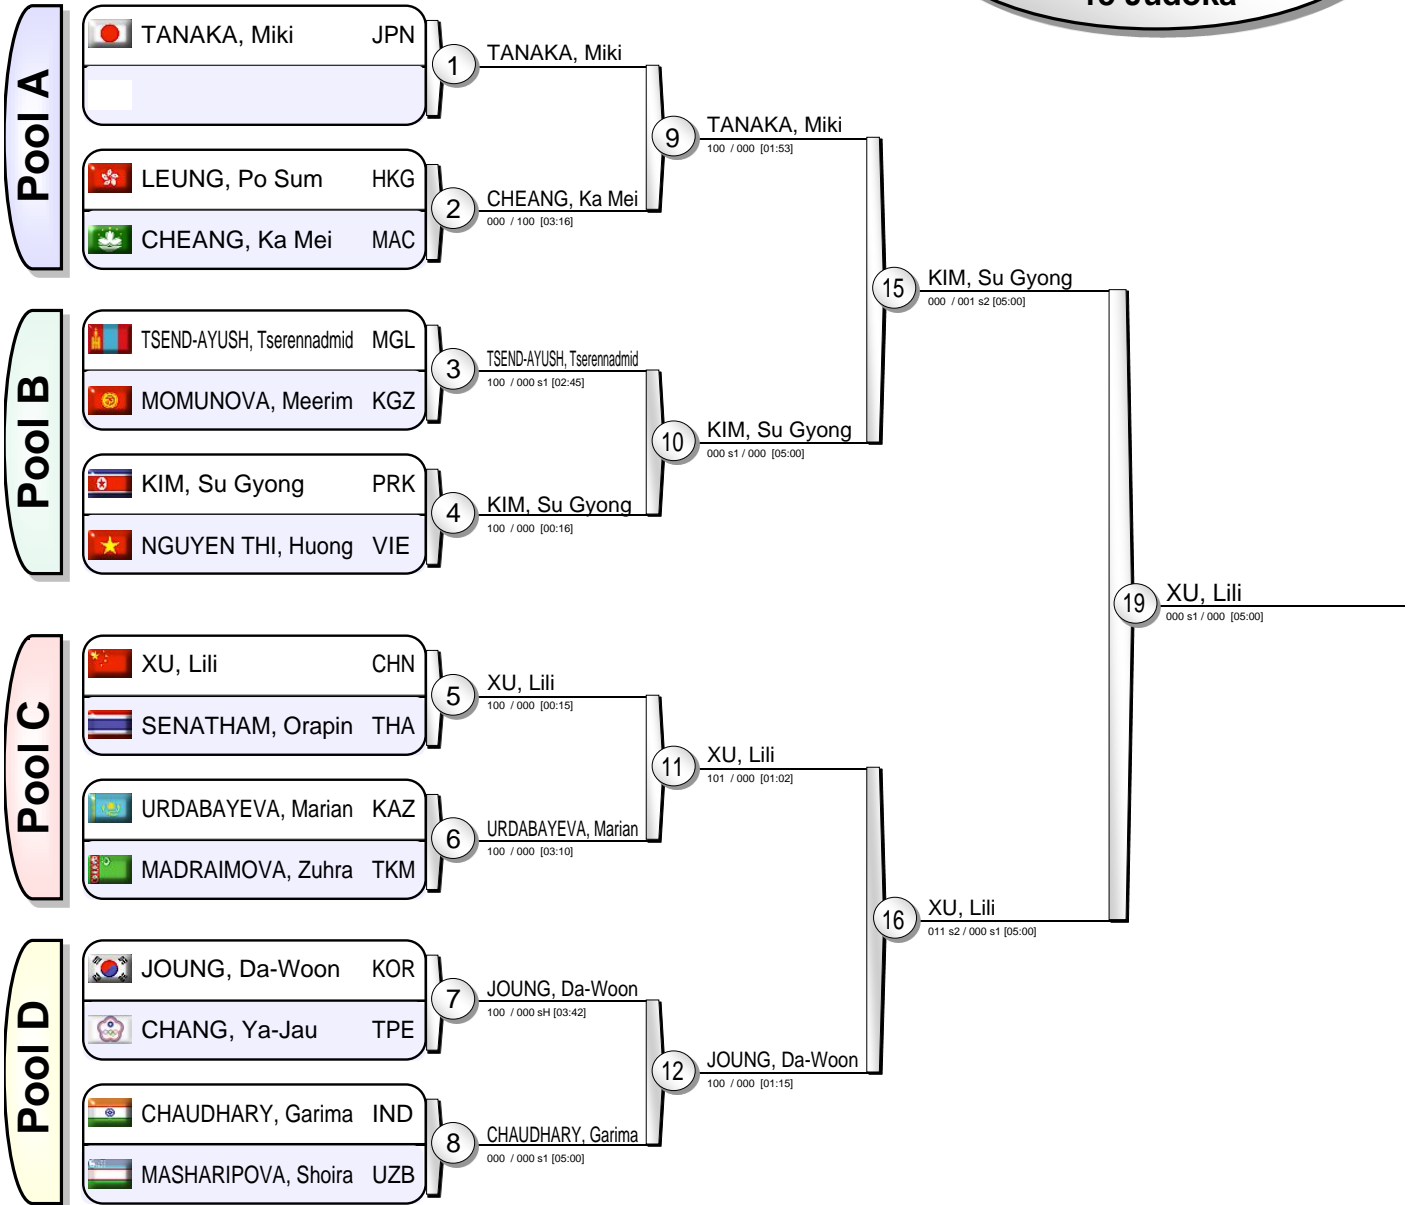 15 Judoka
Pool A
TANAKA, Miki JPN
LEUNG, Po Sum HKG
CHEANG, Ka Mei MAC
Pool B
TSEND-AYUSH, Tserennadmid MGL
MOMUNOVA, Meerim KGZ
KIM, Su Gyong PRK
NGUYEN THI, Huong VIE
Pool C
XU, Lili CHN
SENATHAM, Orapin THA
URDABAYEVA, Marian KAZ
MADRAIMOVA, Zuhra TKM
Pool D
JOUNG, Da-Woon KOR
CHANG, Ya-Jau TPE
CHAUDHARY, Garima IND
MASHARIPOVA, Shoira UZB
1 TANAKA, Miki
2 CHEANG, Ka Mei
000 / 100 [03:16]
3 TSEND-AYUSH, Tserennadmid
100 / 000 s1 [02:45]
4 KIM, Su Gyong
100 / 000 [00:16]
5 XU, Lili
100 / 000 [00:15]
6 URDABAYEVA, Marian
100 / 000 [03:10]
7 JOUNG, Da-Woon
100 / 000 sH [03:42]
8 CHAUDHARY, Garima
000 / 000 s1 [05:00]
9 TANAKA, Miki
100 / 000 [01:53]
10 KIM, Su Gyong
000 s1 / 000 [05:00]
11 XU, Lili
101 / 000 [01:02]
12 JOUNG, Da-Woon
100 / 000 [01:15]
15 KIM, Su Gyong
000 / 001 s2 [05:00]
16 XU, Lili
011 s2 / 000 s1 [05:00]
19 XU, Lili
000 s1 / 000 [05:00]